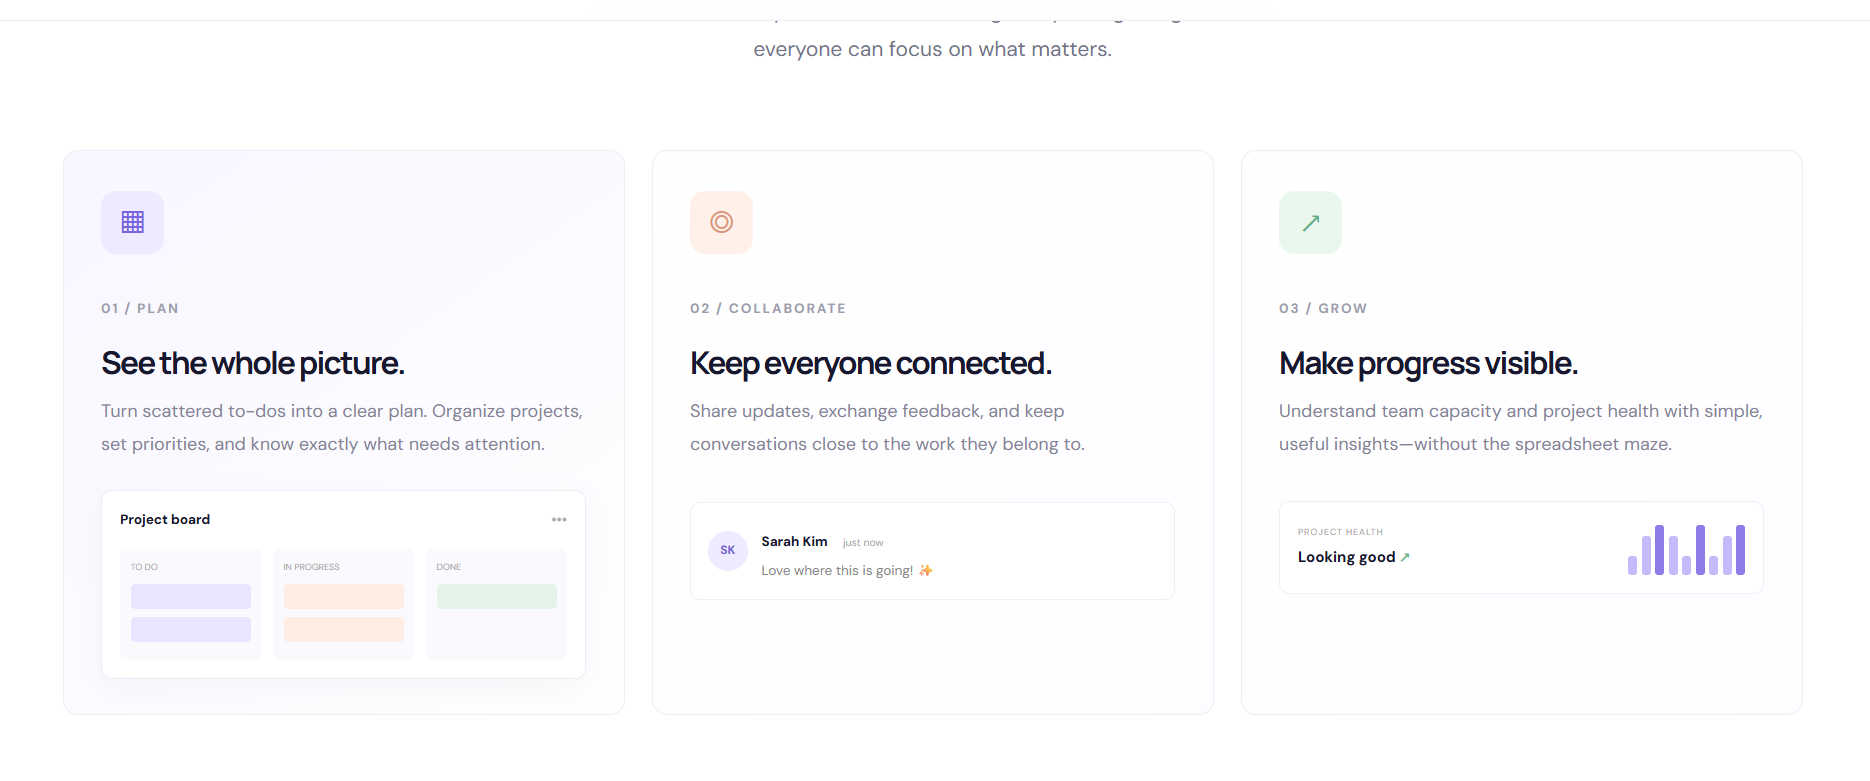 everyone can focus on what matters.
01 / PLAN
See the whole picture.
Turn scattered to-dos into a clear plan. Organize projects,
set priorities, and know exactly what needs attention.
Project board
TO DO
IN PROGRESS
DONE
02 / COLLABORATE
Keep everyone connected.
Share updates, exchange feedback, and keep
conversations close to the work they belong to.
SK
Sarah Kim just now
Love where this is going! ✨
03 / GROW
Make progress visible.
Understand team capacity and project health with simple,
useful insights—without the spreadsheet maze.
PROJECT HEALTH
Looking good ↗